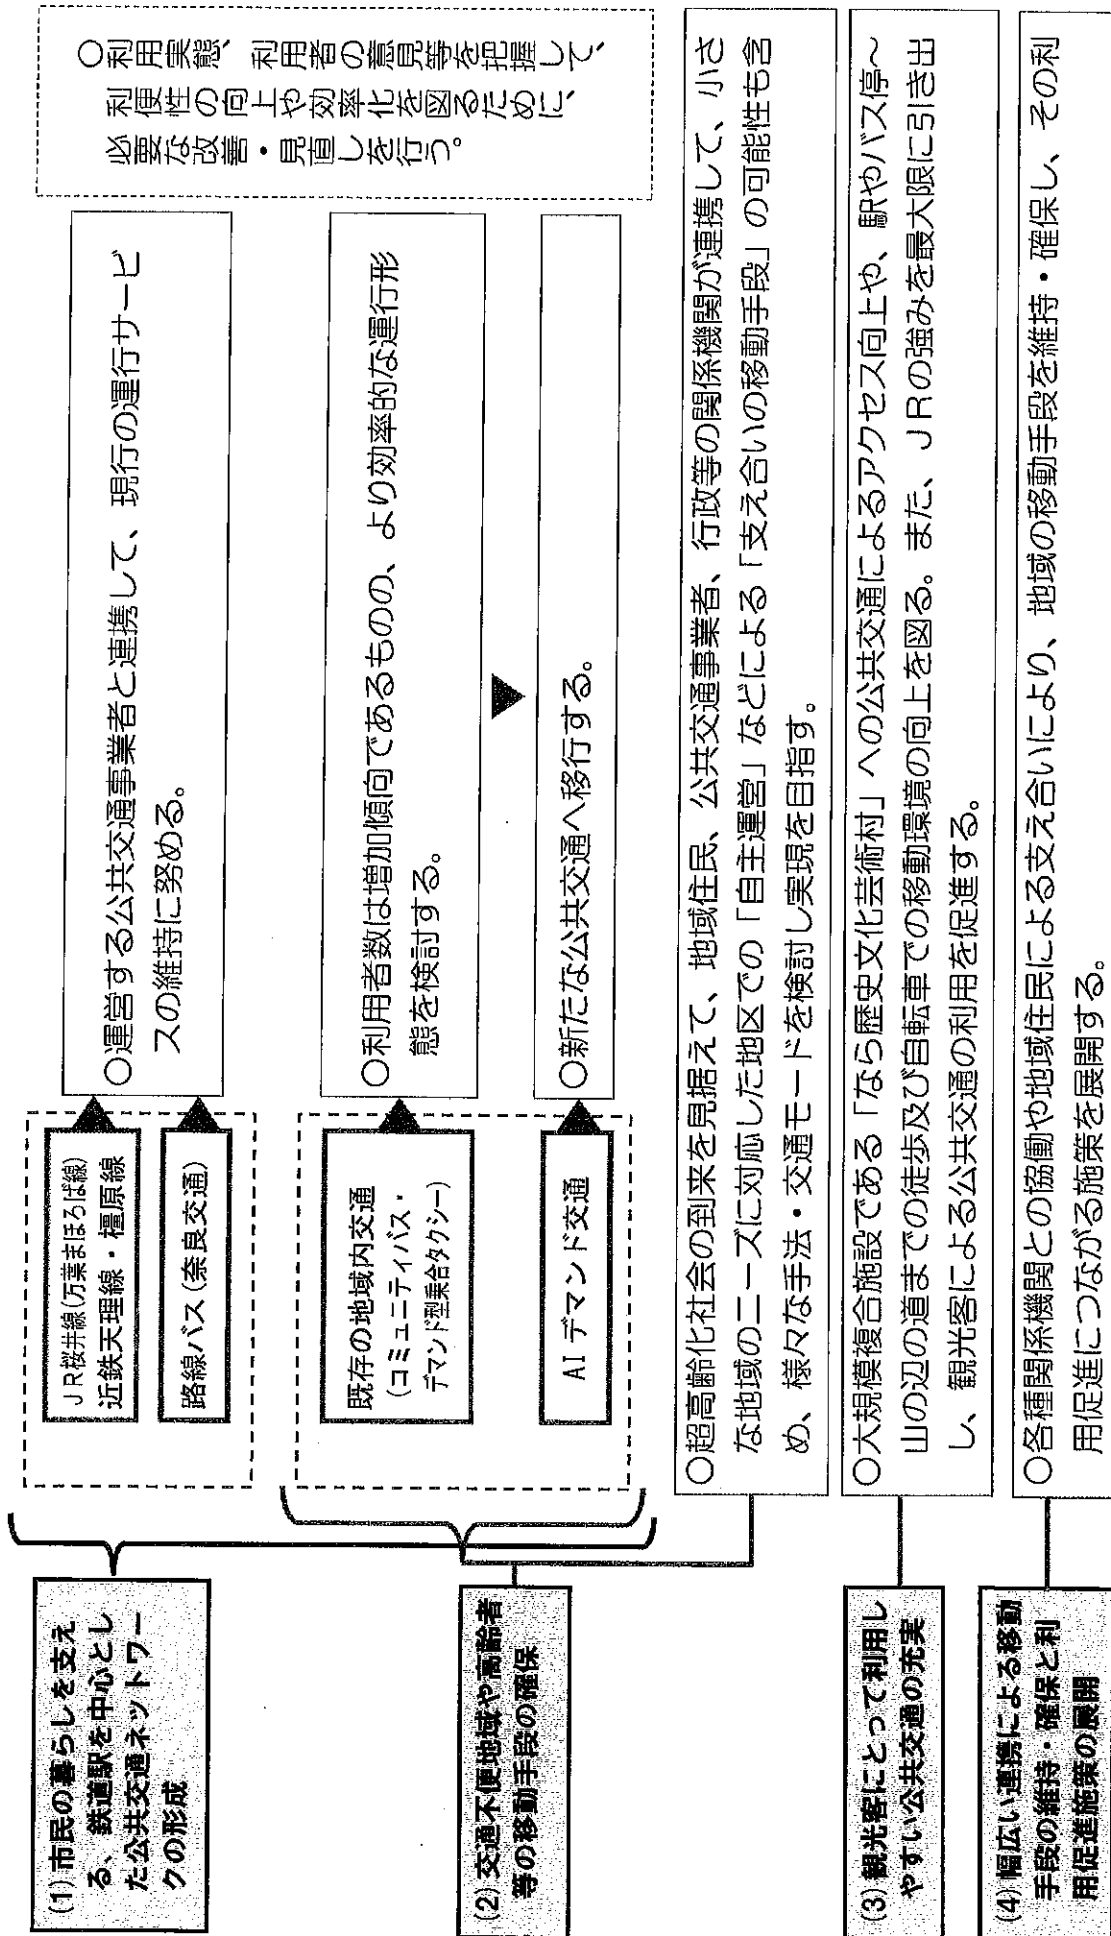 (1) 市民の暮らしを支え
る、鉄道駅を中心とし
た公共交通ネットワー
クの形成
JR桜井線(万葉まほろば線)
近鉄天理線・橿原線
路線バス(奈良交通)
○運営する公共交通事業者と連携して、現行の運行サービ
スの維持に努める。
既存の地域内交通
(コミュニティバス・
デマンド型乗合タクシー)
○利用者数は増加傾向であるものの、より効率的な運行形
態を検討する。
AI デマンド交通
○新たな公共交通へ移行する。
○利用実態、利用者の意見等を把握して、
利便性の向上や効率化を図るために、
必要な改善・見直しを行う。
(2) 交通不便地域や高齢者
等の移動手段の確保
○超高齢化社会の到来を見据えて、地域住民、公共交通事業者、行政等の関係機関が連携して、小さ
な地域のニーズに対応した地区での「自主運営」などによる「支え合いの移動手段」の可能性も含
め、様々な手法・交通モードを検討し実現を目指す。
(3) 観光客にとって利用し
やすい公共交通の充実
○大規模複合施設である「なら歴史文化芸術村」への公共交通によるアクセス向上や、駅やバス停～
山の辺の道までの徒歩及び自転車での移動環境の向上を図る。また、JRの強みを最大限に引き出
し、観光客による公共交通の利用を促進する。
(4) 幅広い連携による移動
手段の維持・確保と利
用促進施策の展開
○各種関係機関との協働や地域住民による支え合いにより、地域の移動手段を維持・確保し、その利
用促進につながる施策を展開する。